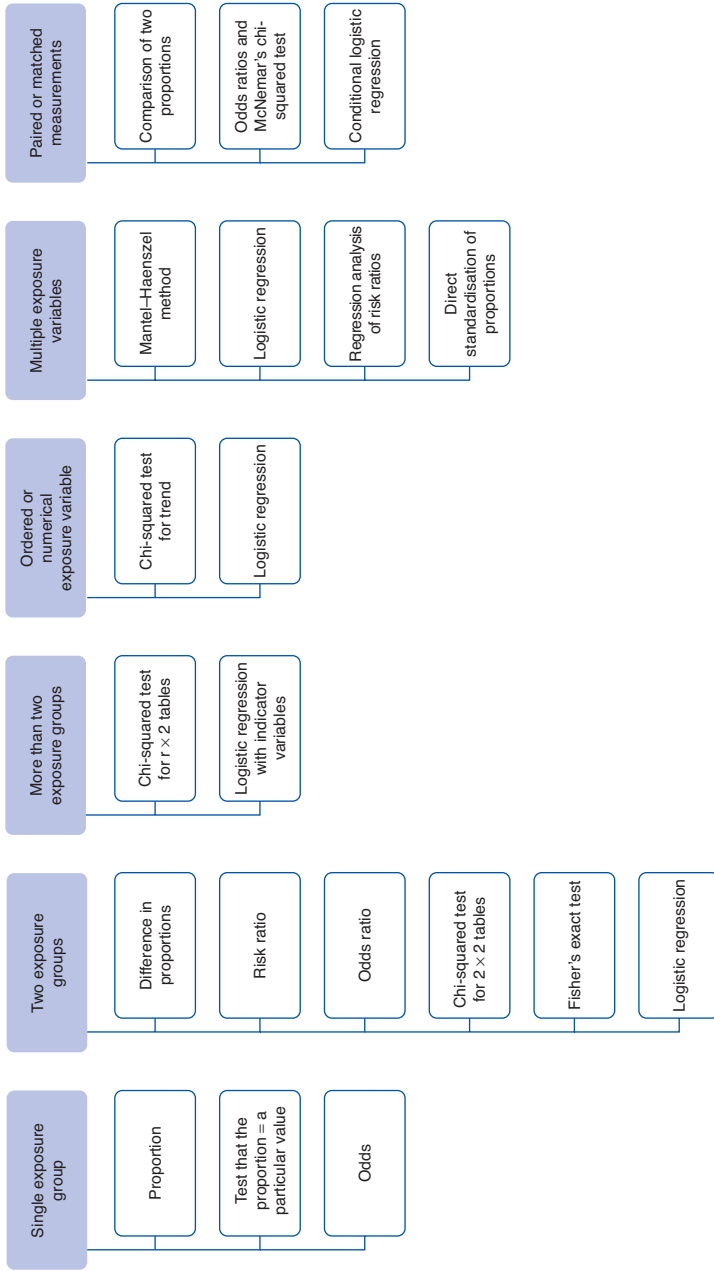 Single exposure
group
Proportion
Test that the
proportion = a
particular value
Odds
Two exposure
groups
Difference in
proportions
Risk ratio
Odds ratio
Chi-squared test
for 2 × 2 tables
Fisher's exact test
Logistic regression
More than two
exposure groups
Chi-squared test
for r × 2 tables
Logistic regression
with indicator
variables
Ordered or
numerical
exposure variable
Chi-squared test
for trend
Logistic regression
Multiple exposure
variables
Mantel–Haenszel
method
Logistic regression
Regression analysis
of risk ratios
Direct
standardisation of
proportions
Paired or matched
measurements
Comparison of two
proportions
Odds ratios and
McNemar's chi-
squared test
Conditional logistic
regression